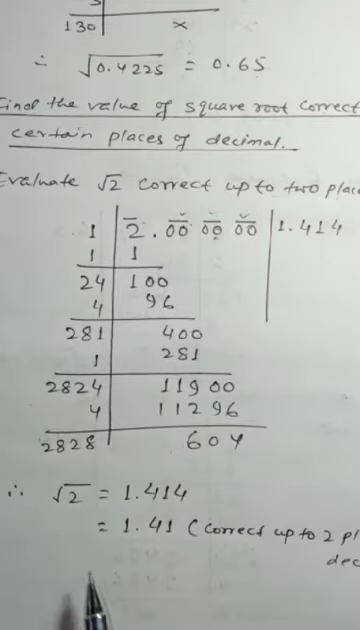 130 ×
∴ √0.4225 = 0.65
Find the value of square root correct
certain places of decimal.
Evaluate √2 correct up to two plac
1 2. 00 00 00 1.414
1 1
24 100
4 96
281 400
1 281
2824 11900
4 11296
2828 604
∴ √2 = 1.414
= 1.41 (correct up to 2 pl
dec